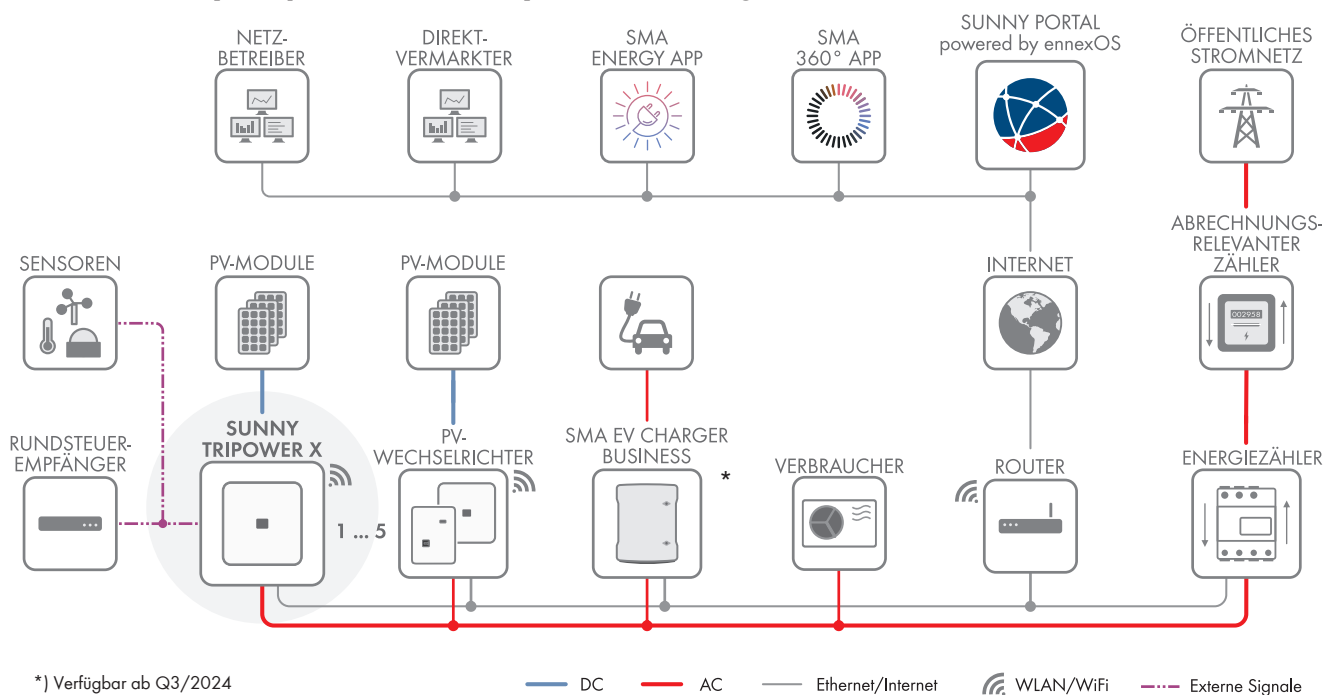 NETZ-
BETREIBER
DIREKT-
VERMARKTER
SMA
ENERGY APP
SMA
360° APP
SUNNY PORTAL
powered by ennexOS
ÖFFENTLICHES
STROMNETZ
SENSOREN
PV-MODULE
PV-MODULE
INTERNET
ABRECHNUNGS-
RELEVANTER
ZÄHLER
002958
RUNDSTEUER-
EMPFÄNGER
SUNNY
TRIPOWER X
1 ... 5
PV-
WECHSELRICHTER
SMA EV CHARGER
BUSINESS
*
VERBRAUCHER
ROUTER
ENERGIEZÄHLER
*) Verfügbar ab Q3/2024
DC
AC
Ethernet/Internet
WLAN/WiFi
Externe Signale